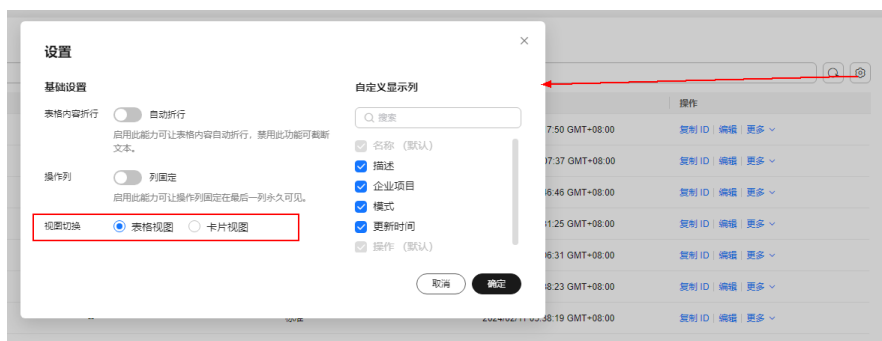 设置
基础设置
表格内容折行
自动折行
启用此能力可让表格内容自动折行，禁用此功能可截断
文本。
操作列
列固定
启用此能力可让操作列固定在最后一列永久可见。
视图切换
表格视图
卡片视图
自定义显示列
搜索
名称（默认）
描述
企业项目
模式
更新时间
操作（默认）
取消
确定
操作
7:50 GMT+08:00 复制 ID 编辑 更多
07:37 GMT+08:00 复制 ID 编辑 更多
46:46 GMT+08:00 复制 ID 编辑 更多
1:25 GMT+08:00 复制 ID 编辑 更多
06:31 GMT+08:00 复制 ID 编辑 更多
8:23 GMT+08:00 复制 ID 编辑 更多
38:19 GMT+08:00 复制 ID 编辑 更多